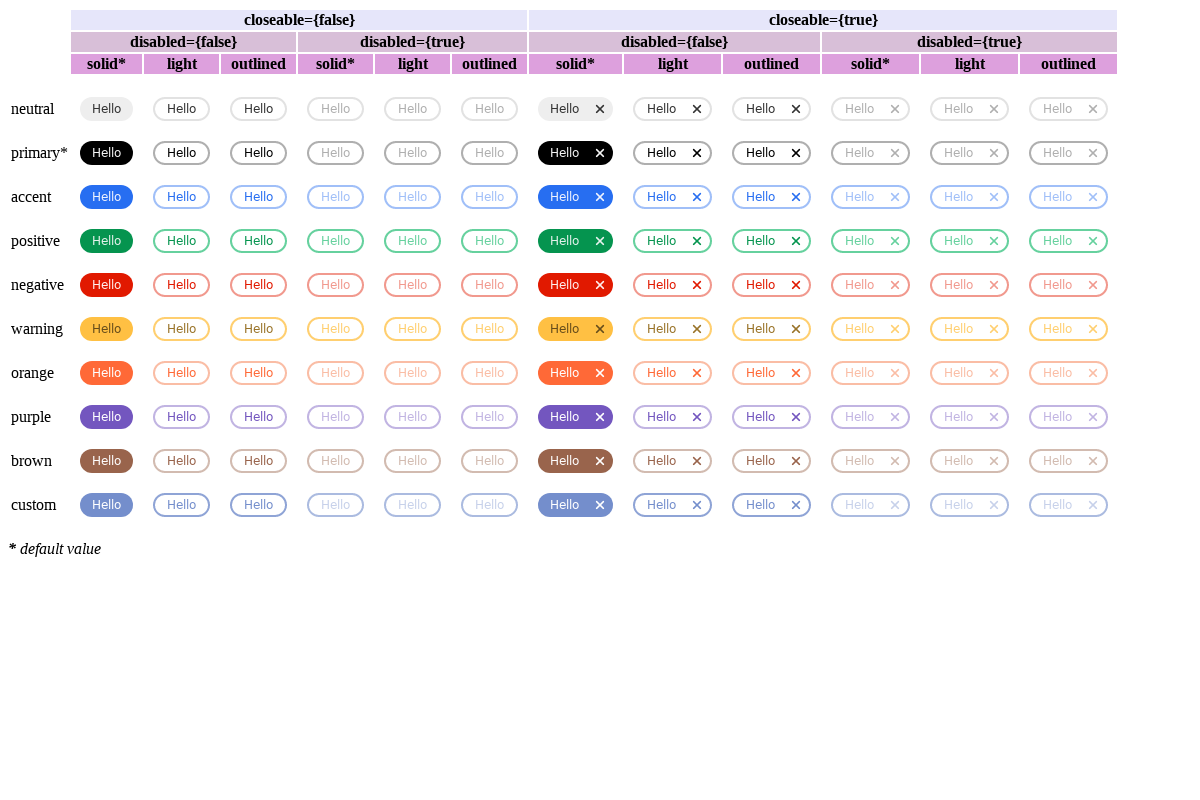 closeable={false} closeable={true}
disabled={false} disabled={true} disabled={false} disabled={true}
solid* light outlined solid* light outlined solid* light outlined solid* light outlined
neutral Hello Hello Hello Hello Hello Hello Hello Hello Hello Hello Hello Hello
primary* Hello Hello Hello Hello Hello Hello Hello Hello Hello Hello Hello Hello
accent Hello Hello Hello Hello Hello Hello Hello Hello Hello Hello Hello Hello
positive Hello Hello Hello Hello Hello Hello Hello Hello Hello Hello Hello Hello
negative Hello Hello Hello Hello Hello Hello Hello Hello Hello Hello Hello Hello
warning Hello Hello Hello Hello Hello Hello Hello Hello Hello Hello Hello Hello
orange Hello Hello Hello Hello Hello Hello Hello Hello Hello Hello Hello Hello
purple Hello Hello Hello Hello Hello Hello Hello Hello Hello Hello Hello Hello
brown Hello Hello Hello Hello Hello Hello Hello Hello Hello Hello Hello Hello
custom Hello Hello Hello Hello Hello Hello Hello Hello Hello Hello Hello Hello
* default value